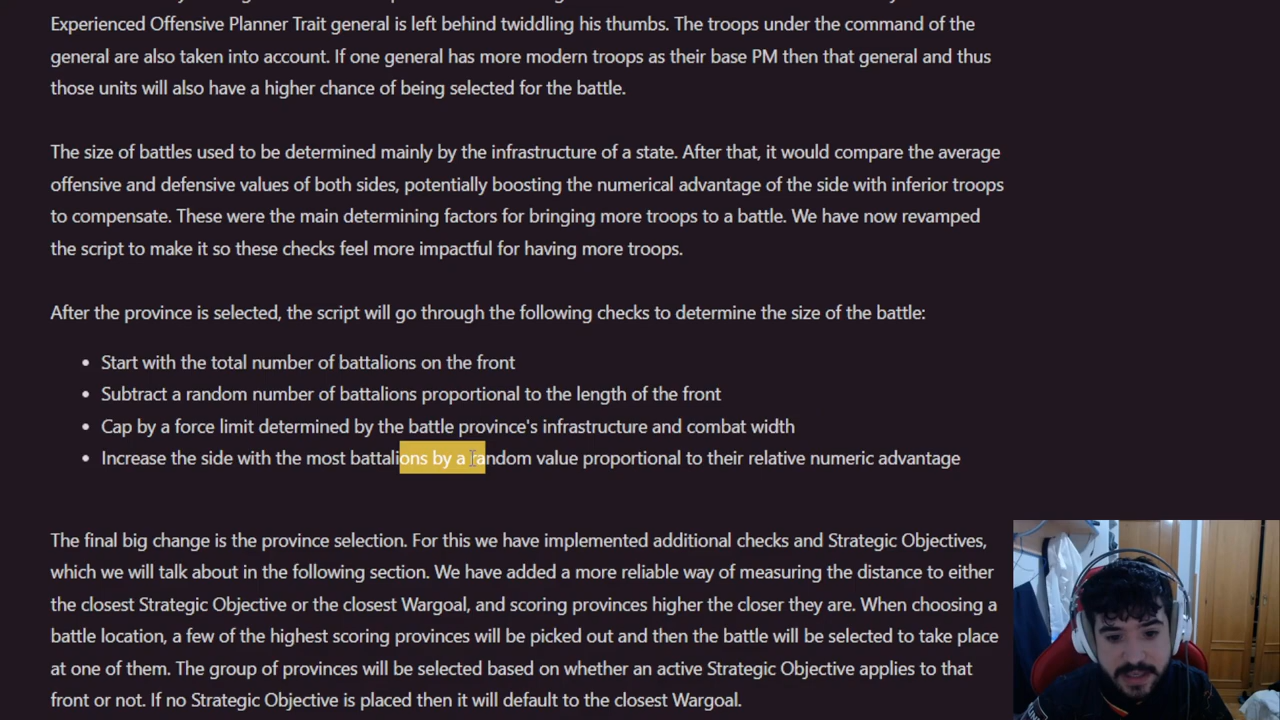 Experienced Offensive Planner Trait general is left behind twiddling his thumbs. The troops under the command of the
general are also taken into account. If one general has more modern troops as their base PM then that general and thus
those units will also have a higher chance of being selected for the battle.
The size of battles used to be determined mainly by the infrastructure of a state. After that, it would compare the average
offensive and defensive values of both sides, potentially boosting the numerical advantage of the side with inferior troops
to compensate. These were the main determining factors for bringing more troops to a battle. We have now revamped
the script to make it so these checks feel more impactful for having more troops.
After the province is selected, the script will go through the following checks to determine the size of the battle:
• Start with the total number of battalions on the front
• Subtract a random number of battalions proportional to the length of the front
• Cap by a force limit determined by the battle province's infrastructure and combat width
• Increase the side with the most battalions by a random value proportional to their relative numeric advantage
The final big change is the province selection. For this we have implemented additional checks and Strategic Objectives,
which we will talk about in the following section. We have added a more reliable way of measuring the distance to either
the closest Strategic Objective or the closest Wargoal, and scoring provinces higher the closer they are. When choosing a
battle location, a few of the highest scoring provinces will be picked out and then the battle will be selected to take place
at one of them. The group of provinces will be selected based on whether an active Strategic Objective applies to that
front or not. If no Strategic Objective is placed then it will default to the closest Wargoal.